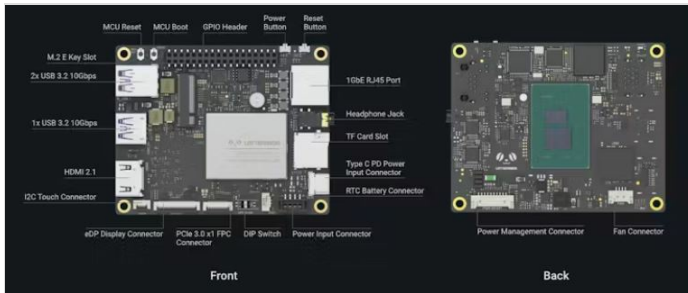 MCU Reset
MCU Boot
GPIO Header
Power
Button
Reset
Button
M.2 E Key Slot
2x USB 3.2 10Gbps
1GbE RJ45 Port
Headphone Jack
1x USB 3.2 10Gbps
TF Card Slot
HDMI 2.1
Type C PD Power
Input Connector
I2C Touch Connector
RTC Battery Connector
eDP Display Connector
PCIe 3.0 x1 FPC
Connector
DIP Switch
Power Input Connector
Power Management Connector
Fan Connector
Front
Back